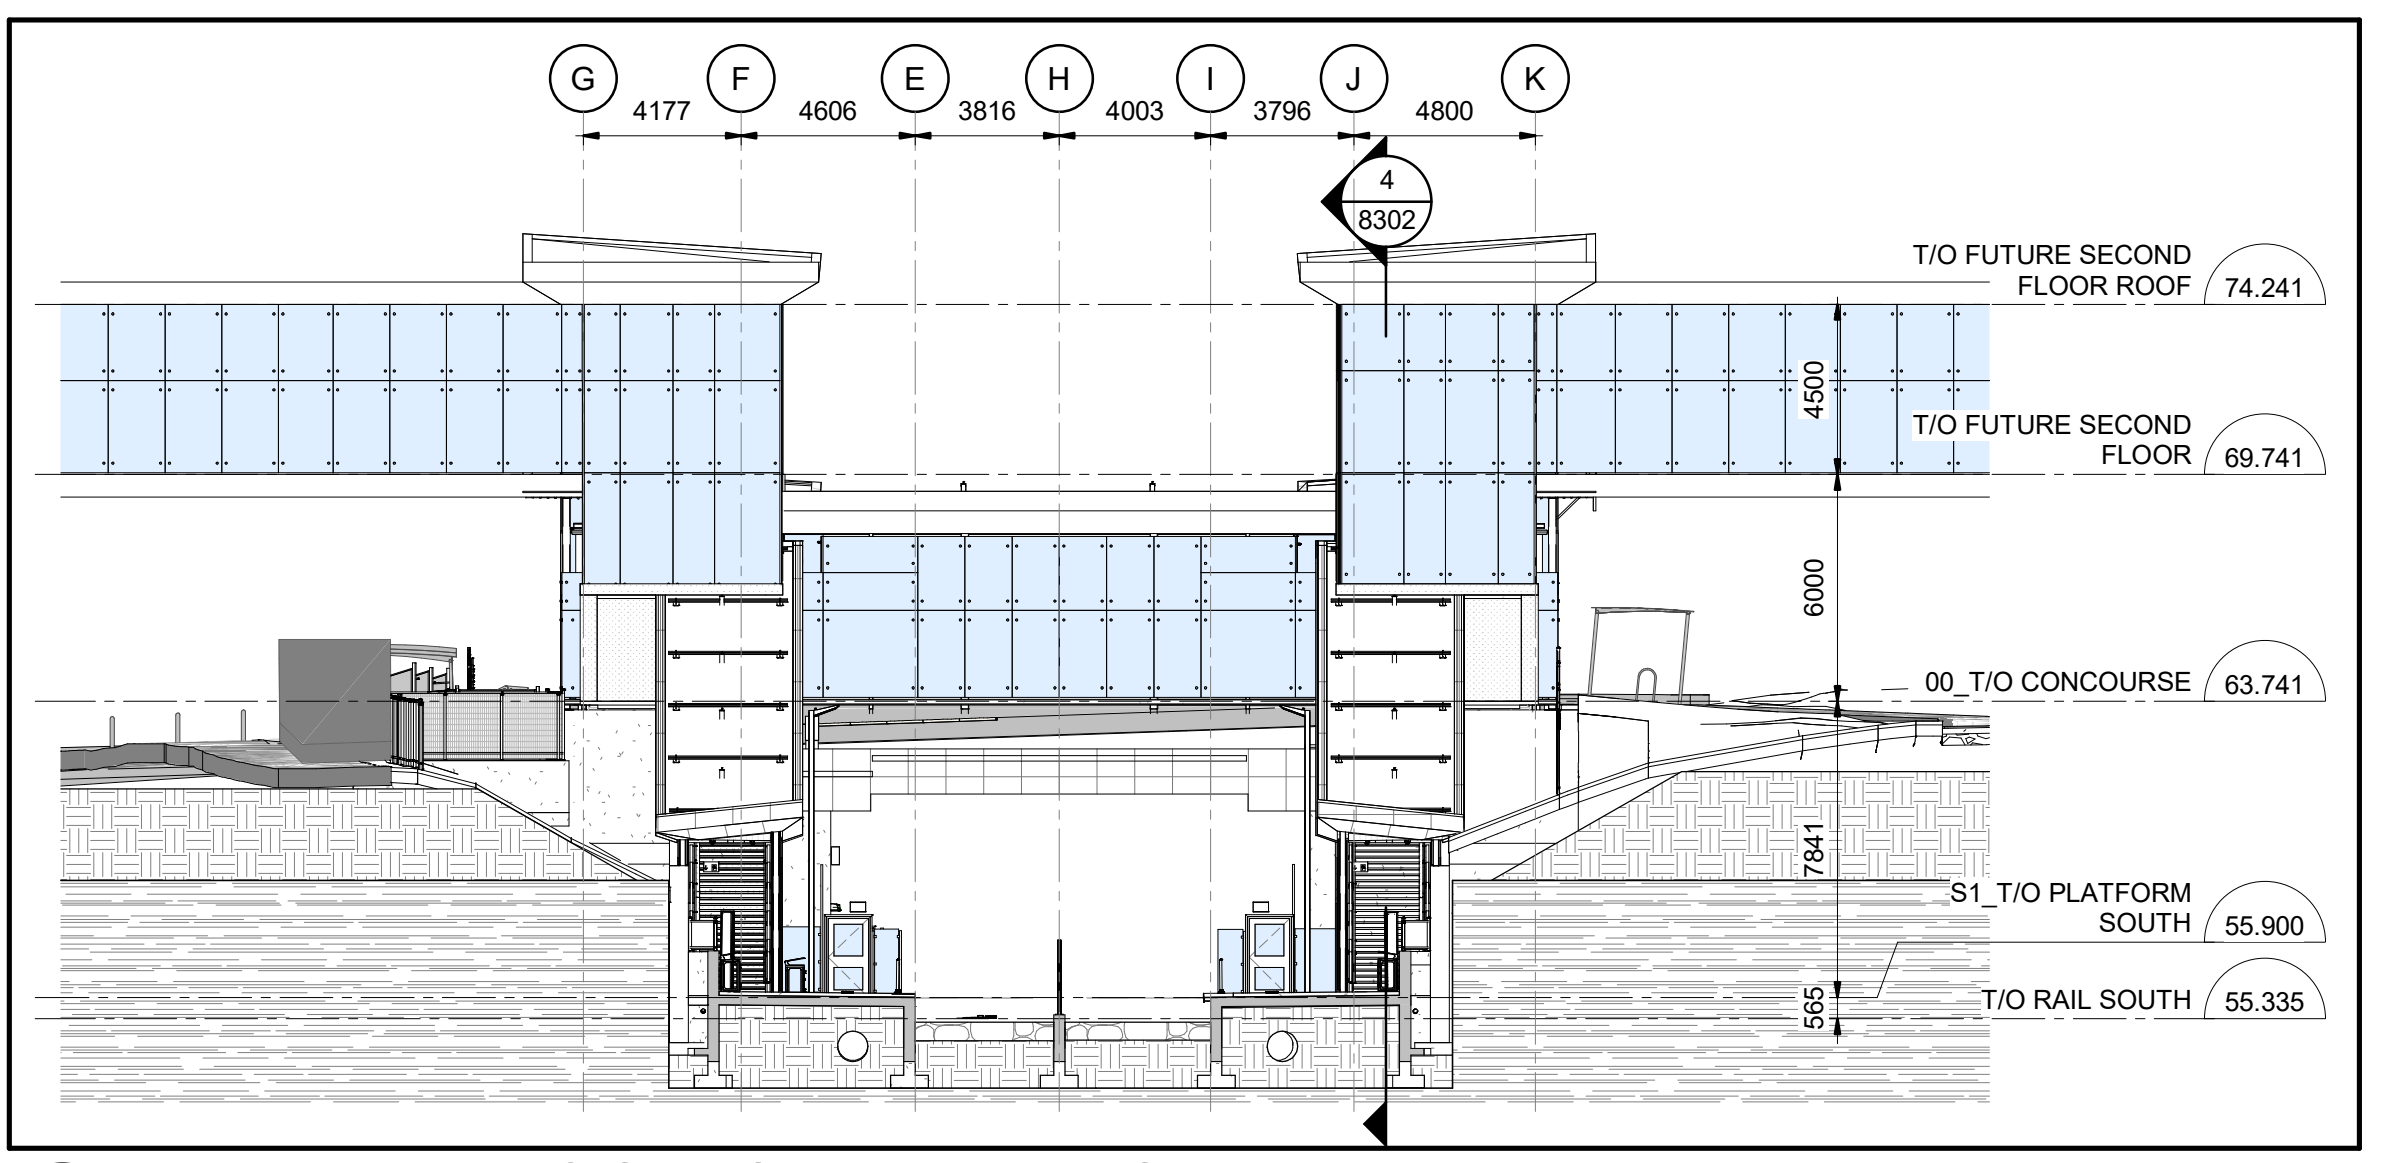 G F E H I J K
4177 4606 3816 4003 3796 4800
4
8302
T/O FUTURE SECOND
FLOOR ROOF 74.241
4500
T/O FUTURE SECOND
FLOOR 69.741
6000
00_T/O CONCOURSE 63.741
7841
S1_T/O PLATFORM
SOUTH 55.900
565
T/O RAIL SOUTH 55.335